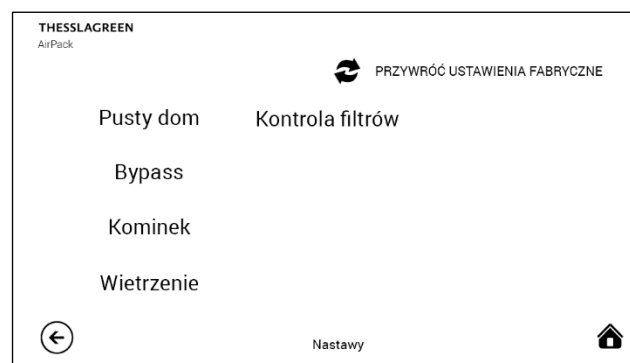 THESSLAGREEN
AirPack
PRZYWRÓĆ USTAWIENIA FABRYCZNE
Pusty dom
Kontrola filtrów
Bypass
Kominek
Wietrzenie
Nastawy